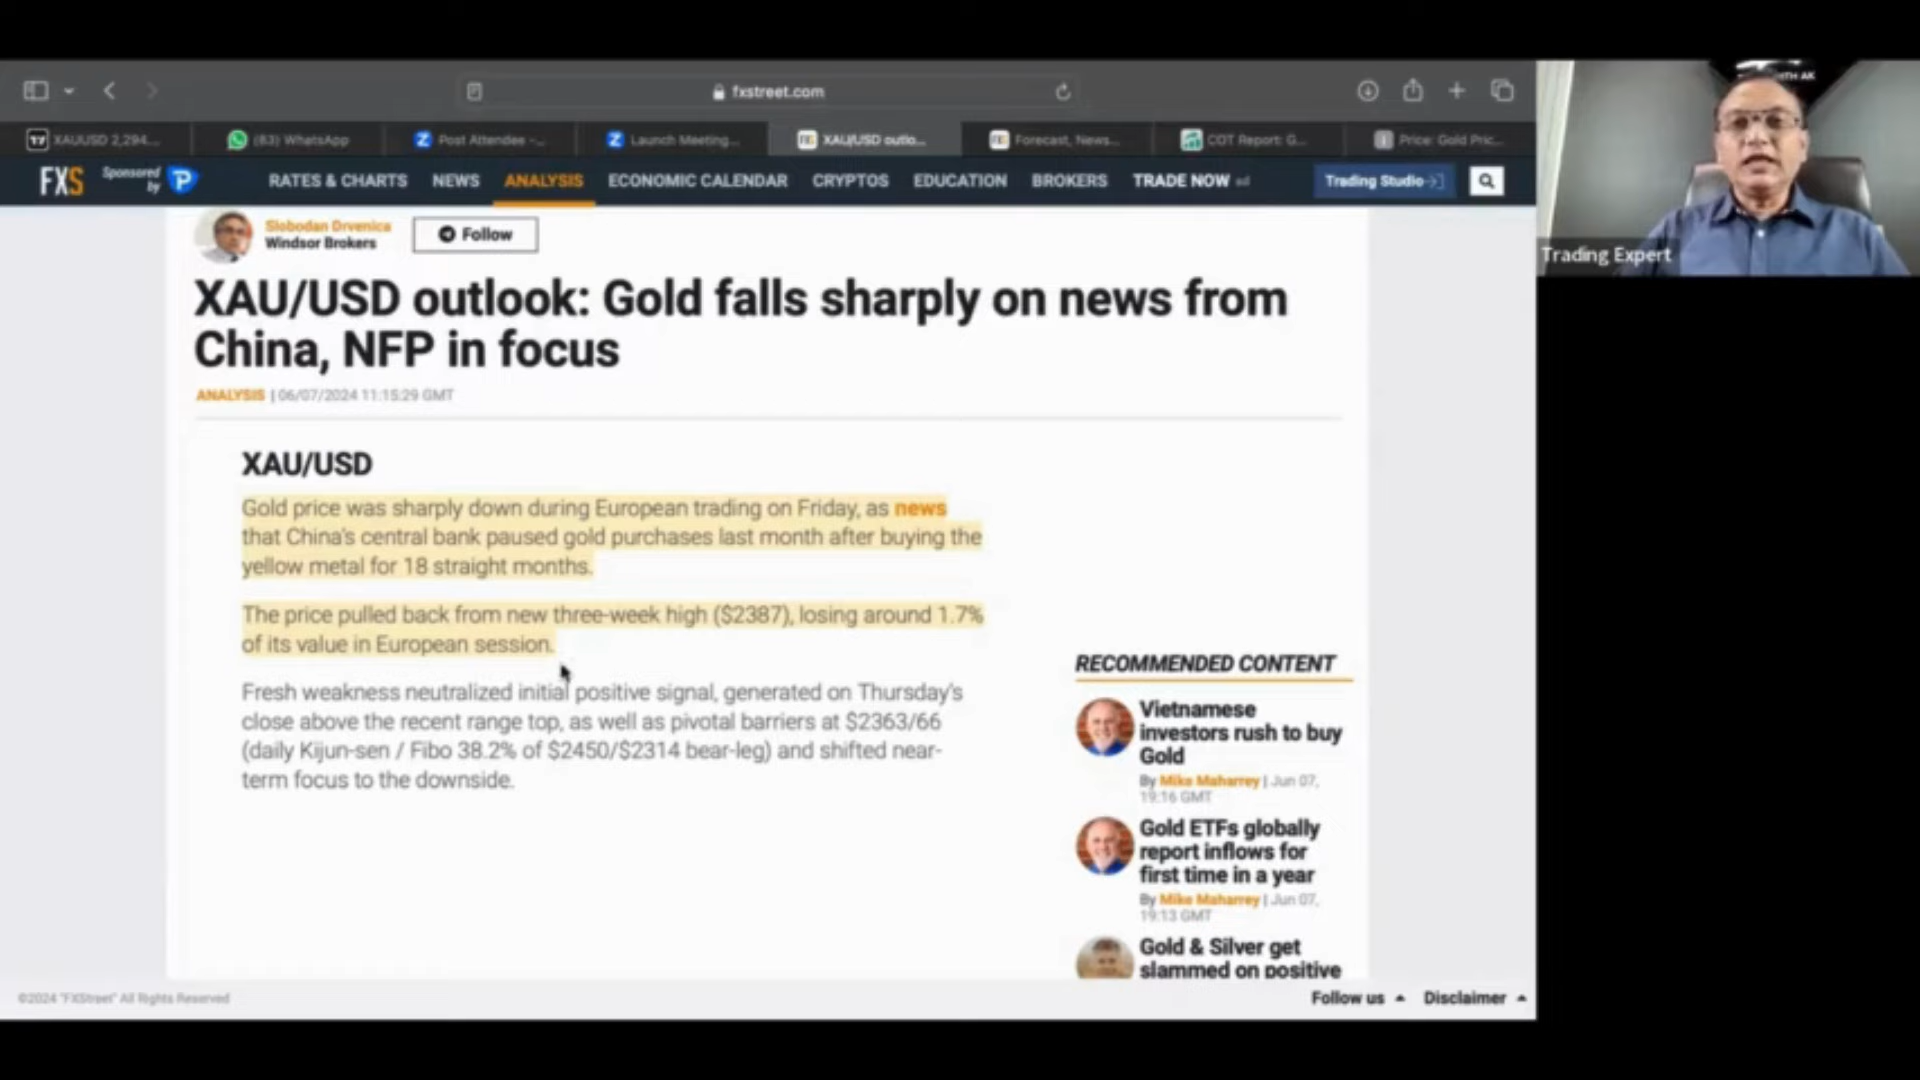 fxstreet.com
XAUUSD 2,294...
(83) WhatsApp
Post Attendee -...
Launch Meeting...
XAU/USD outlo...
Forecast, News...
COT Report: G...
Price: Gold Pric...
FXS
Sponsored
by
RATES & CHARTS
NEWS
ANALYSIS
ECONOMIC CALENDAR
CRYPTOS
EDUCATION
BROKERS
TRADE NOW ad
Trading Studio
Trading Expert
Slobodan Drvenica
Windsor Brokers
Follow
XAU/USD outlook: Gold falls sharply on news from
China, NFP in focus
ANALYSIS | 06/07/2024 11:15:29 GMT
XAU/USD
Gold price was sharply down during European trading on Friday, as news
that China's central bank paused gold purchases last month after buying the
yellow metal for 18 straight months.
The price pulled back from new three-week high ($2387), losing around 1.7%
of its value in European session.
Fresh weakness neutralized initial positive signal, generated on Thursday's
close above the recent range top, as well as pivotal barriers at $2363/66
(daily Kijun-sen / Fibo 38.2% of $2450/$2314 bear-leg) and shifted near-
term focus to the downside.
RECOMMENDED CONTENT
Vietnamese
investors rush to buy
Gold
By Mike Maharrey | Jun 07,
19:16 GMT
Gold ETFs globally
report inflows for
first time in a year
By Mike Maharrey | Jun 07,
19:13 GMT
Gold & Silver get
slammed on positive
©2024 "FXStreet" All Rights Reserved
Follow us
Disclaimer